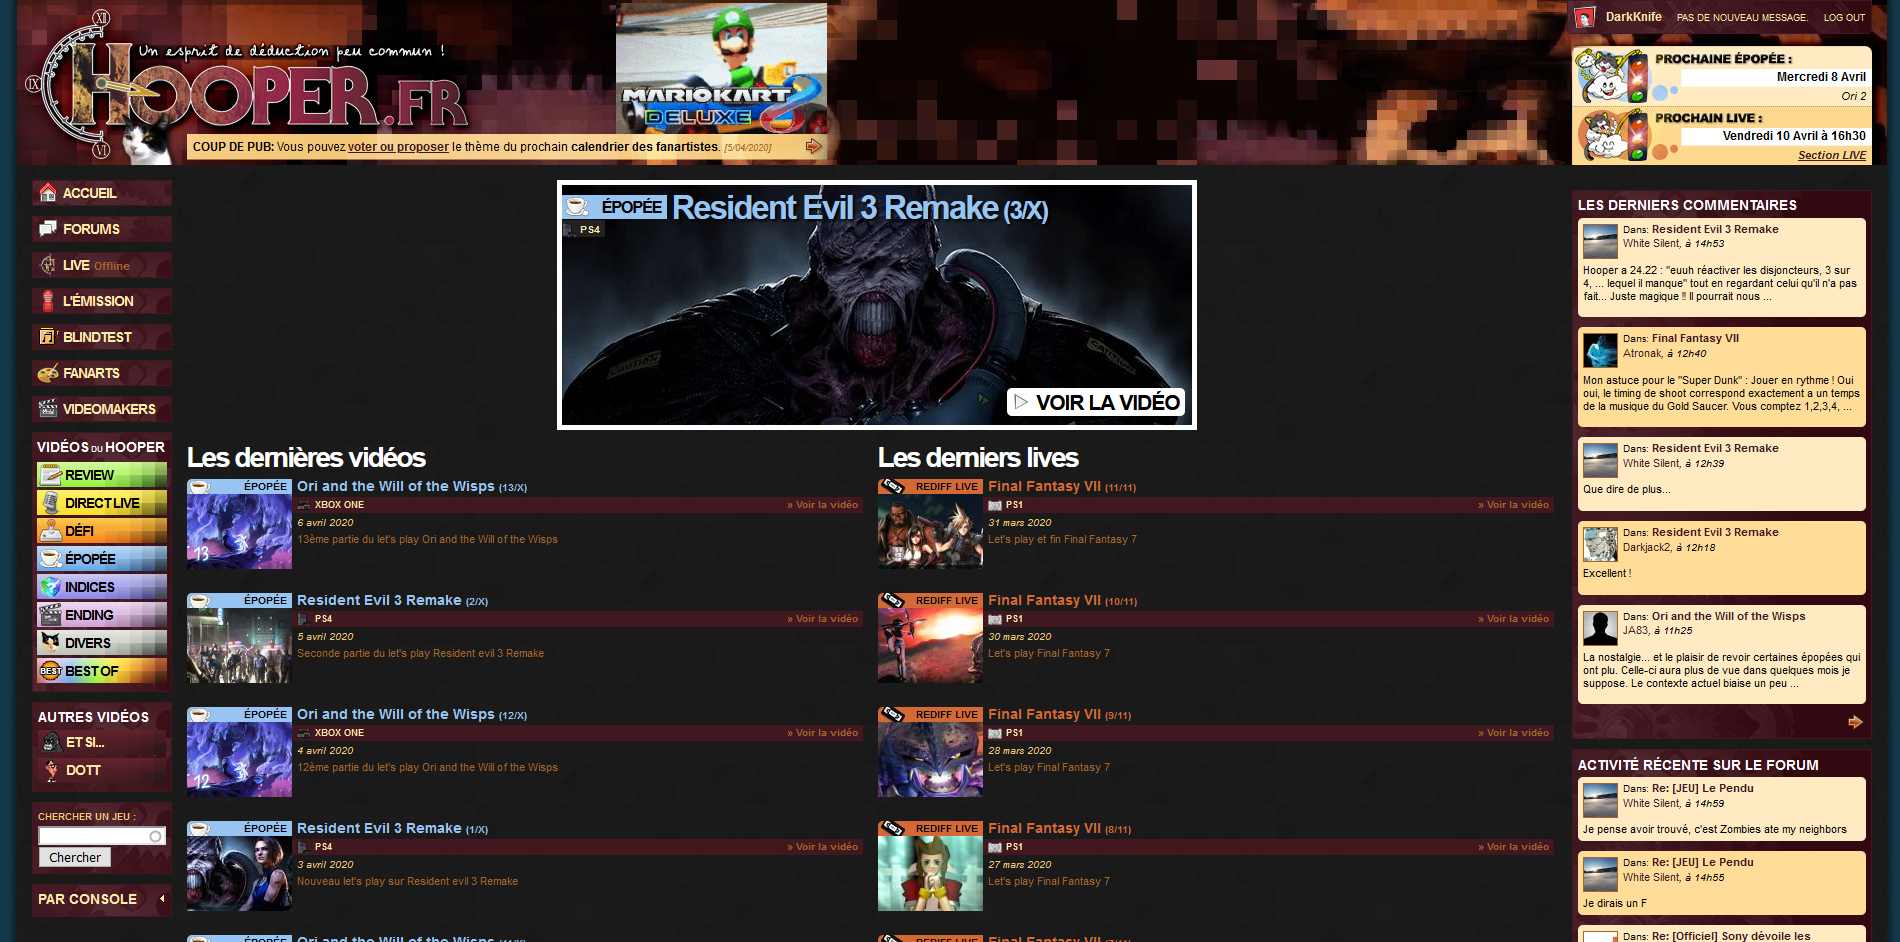 XII
IX
VI
Un esprit de déduction peu commun !
HOOPER.FR
MARIOKART 8
DELUXE
COUP DE PUB: Vous pouvez voter ou proposer le thème du prochain calendrier des fanartistes. [5/04/2020]
DarkKnife PAS DE NOUVEAU MESSAGE. LOG OUT
PROCHAINE ÉPOPÉE :
Mercredi 8 Avril
Ori 2
PROCHAIN LIVE :
Vendredi 10 Avril à 16h30
Section LIVE
ACCUEIL
FORUMS
LIVE Offline
L'ÉMISSION
BLINDTEST
FANARTS
VIDEOMAKERS
VIDÉOS DU HOOPER
REVIEW
DIRECT LIVE
DÉFI
ÉPOPÉE
INDICES
ENDING
DIVERS
BEST BEST OF
AUTRES VIDÉOS
ET SI...
DOTT
CHERCHER UN JEU :
Chercher
PAR CONSOLE
ÉPOPÉE Resident Evil 3 Remake (3/X)
PS4
CAUTION
VOIR LA VIDÉO
Les dernières vidéos
ÉPOPÉE Ori and the Will of the Wisps (13/X)
XBOX ONE » Voir la vidéo
6 avril 2020
13ème partie du let's play Ori and the Will of the Wisps
13
ÉPOPÉE Resident Evil 3 Remake (2/X)
PS4 » Voir la vidéo
5 avril 2020
Seconde partie du let's play Resident evil 3 Remake
ÉPOPÉE Ori and the Will of the Wisps (12/X)
XBOX ONE » Voir la vidéo
4 avril 2020
12ème partie du let's play Ori and the Will of the Wisps
12
ÉPOPÉE Resident Evil 3 Remake (1/X)
PS4 » Voir la vidéo
3 avril 2020
Nouveau let's play sur Resident evil 3 Remake
ÉPOPÉE Ori and the Will of the Wisps (11/X)
Les derniers lives
REDIFF LIVE Final Fantasy VII (11/11)
PS1 » Voir la vidéo
31 mars 2020
Let's play et fin Final Fantasy 7
REDIFF LIVE Final Fantasy VII (10/11)
PS1 » Voir la vidéo
30 mars 2020
Let's play Final Fantasy 7
REDIFF LIVE Final Fantasy VII (9/11)
PS1 » Voir la vidéo
28 mars 2020
Let's play Final Fantasy 7
REDIFF LIVE Final Fantasy VII (8/11)
PS1 » Voir la vidéo
27 mars 2020
Let's play Final Fantasy 7
REDIFF LIVE Final Fantasy VII (7/11)
LES DERNIERS COMMENTAIRES
Dans: Resident Evil 3 Remake
White Silent, à 14h53
Hooper a 24.22 : "euuh réactiver les disjoncteurs, 3 sur
4, ... lequel il manque" tout en regardant celui qu'il n'a pas
fait... Juste magique !! Il pourrait nous ...
Dans: Final Fantasy VII
Atronak, à 12h40
Mon astuce pour le "Super Dunk" : Jouer en rythme ! Oui
oui, le timing de shoot correspond exactement a un temps
de la musique du Gold Saucer. Vous comptez 1,2,3,4, ...
Dans: Resident Evil 3 Remake
White Silent, à 12h39
Que dire de plus...
Dans: Resident Evil 3 Remake
Darkjack2, à 12h18
Excellent !
Dans: Ori and the Will of the Wisps
JA83, à 11h25
La nostalgie... et le plaisir de revoir certaines épopées qui
ont plu. Celle-ci aura plus de vue dans quelques mois je
suppose. Le contexte actuel biaise un peu ...
ACTIVITÉ RÉCENTE SUR LE FORUM
Dans: Re: [JEU] Le Pendu
White Silent, à 14h59
Je pense avoir trouvé, c'est Zombies ate my neighbors
Dans: Re: [JEU] Le Pendu
White Silent, à 14h55
Je dirais un F
Dans: Re: [Officiel] Sony dévoile les